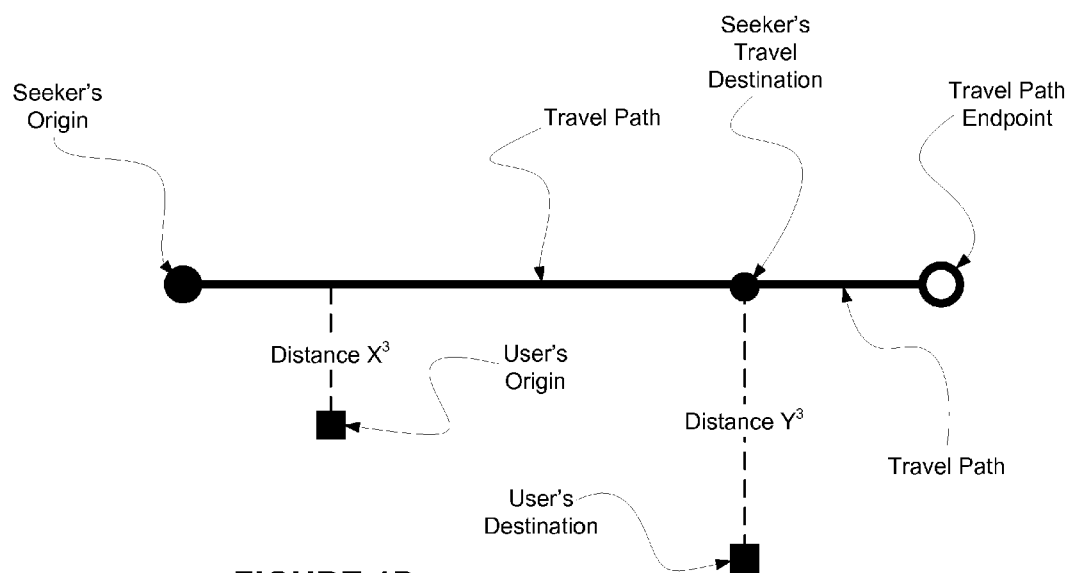 Seeker's
Travel
Destination
Seeker's
Origin
Travel Path
Travel Path
Endpoint
Distance X³
User's
Origin
Distance Y³
Travel Path
User's
Destination